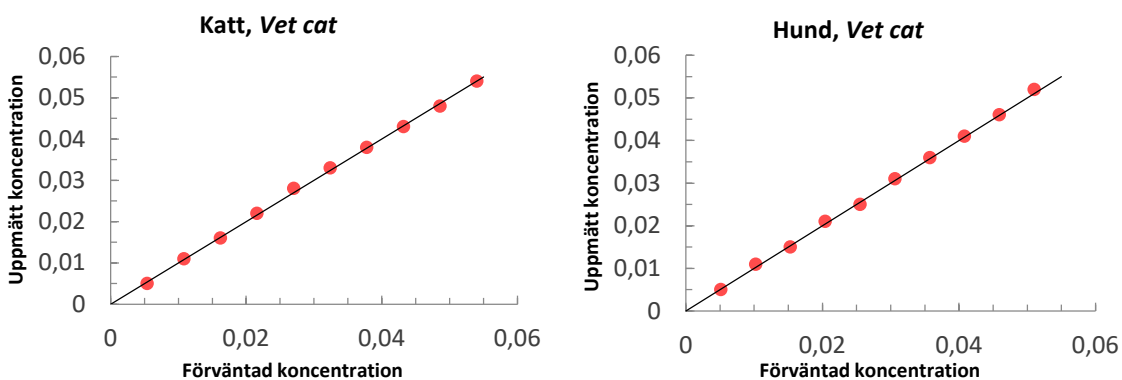 Katt, Vet cat
0,06
0,05
0,04
0,03
0,02
0,01
0
Uppmätt koncentration
0 0,02 0,04 0,06
Förväntad koncentration
Hund, Vet cat
0,06
0,05
0,04
0,03
0,02
0,01
0
Uppmätt koncentration
0 0,02 0,04 0,06
Förväntad koncentration